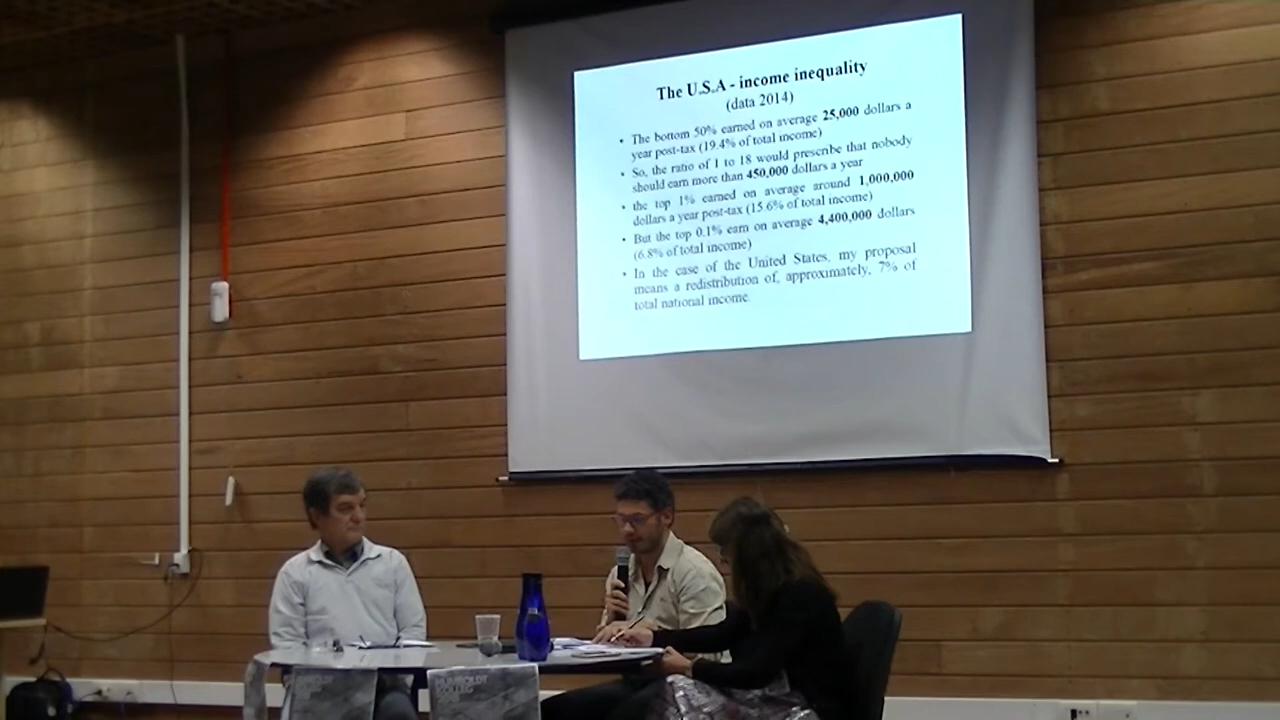 The U.S.A - income inequality
(data 2014)
• The bottom 50% earned on average 25,000 dollars a
year post-tax (19.4% of total income)
• So, the ratio of 1 to 18 would prescribe that nobody
should earn more than 450,000 dollars a year
• the top 1% earned on average around 1,000,000
dollars a year post-tax (15.6% of total income)
• But the top 0.1% earn on average 4,400,000 dollars
(6.8% of total income)
• In the case of the United States, my proposal
means a redistribution of, approximately, 7% of
total national income.
HUMBOLDT